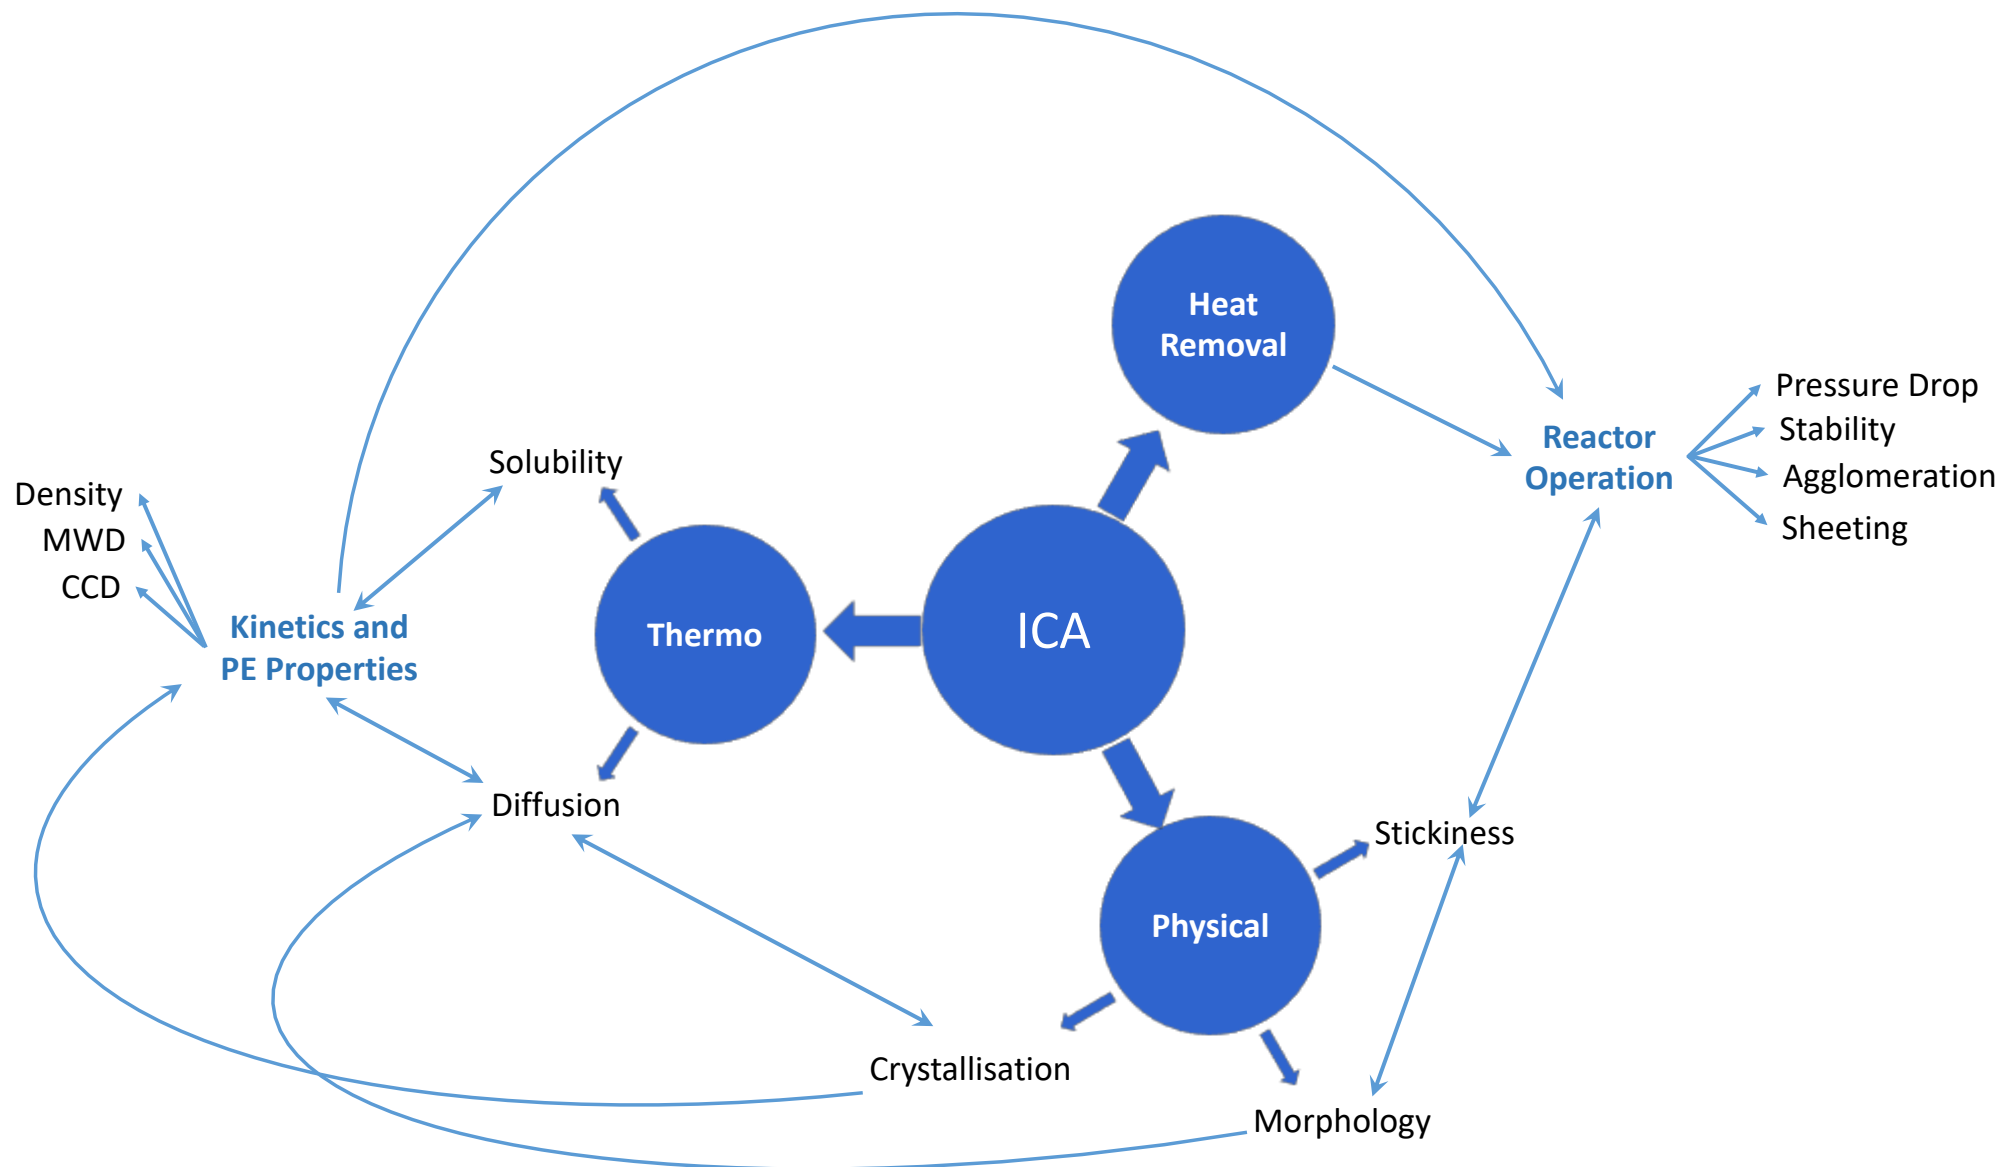 Heat
Removal
Pressure Drop
Stability
Agglomeration
Sheeting
Reactor
Operation
Solubility
Density
MWD
CCD
Kinetics and
PE Properties
Thermo
ICA
Diffusion
Stickiness
Physical
Crystallisation
Morphology